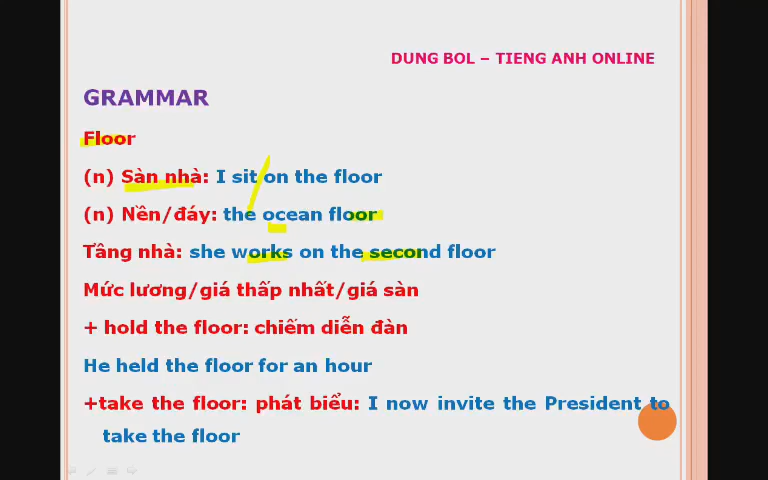 DUNG BOL – TIENG ANH ONLINE
GRAMMAR
Floor
(n) Sàn nhà: I sit on the floor
(n) Nền/đáy: the ocean floor
Tầng nhà: she works on the second floor
Mức lương/giá thấp nhất/giá sàn
+ hold the floor: chiếm diễn đàn
He held the floor for an hour
+take the floor: phát biểu: I now invite the President to
take the floor